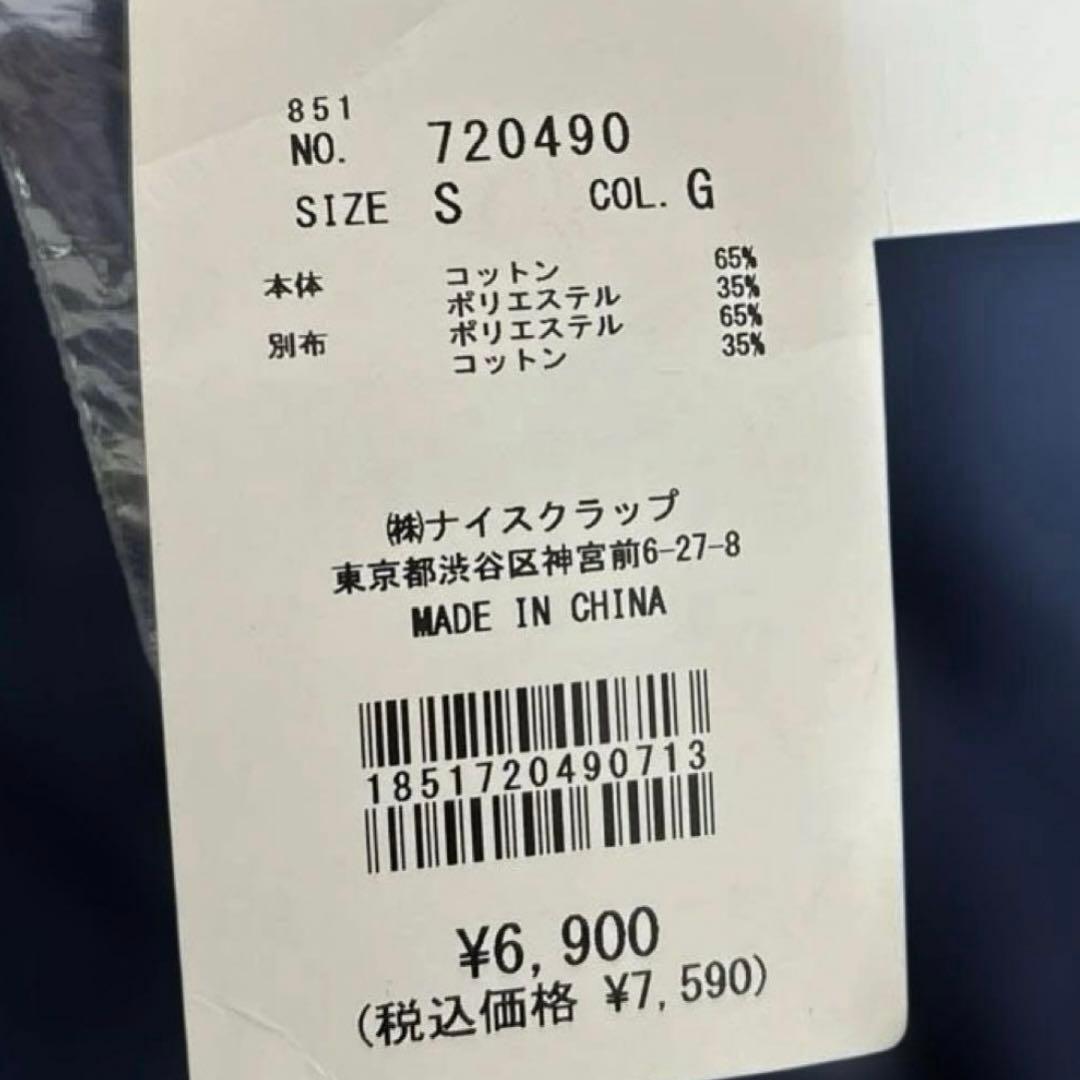 851
NO. 720490
SIZE S COL. G
本体 コットン 65%
ポリエステル 35%
別布 ポリエステル 65%
コットン 35%
㈱ナイスクラップ
東京都渋谷区神宮前6-27-8
MADE IN CHINA
1851720490713
¥6,900
(税込価格 ¥7,590)